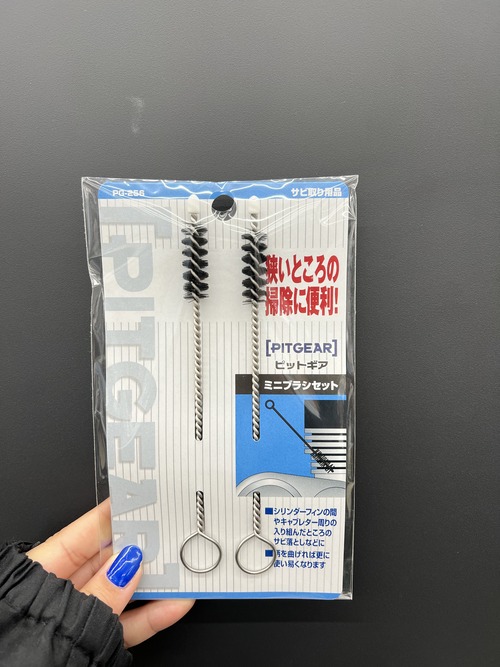 PG-256
サビ取り用品
[PITGEAR]
狭いところの
掃除に便利!
[PITGEAR]
ピットギア
ミニブラシセット
■シリンダーフィンの間
やキャブレター周りの
入り組んだところの
サビ落としなどに
■柄を曲げれば更に
使い易くなります